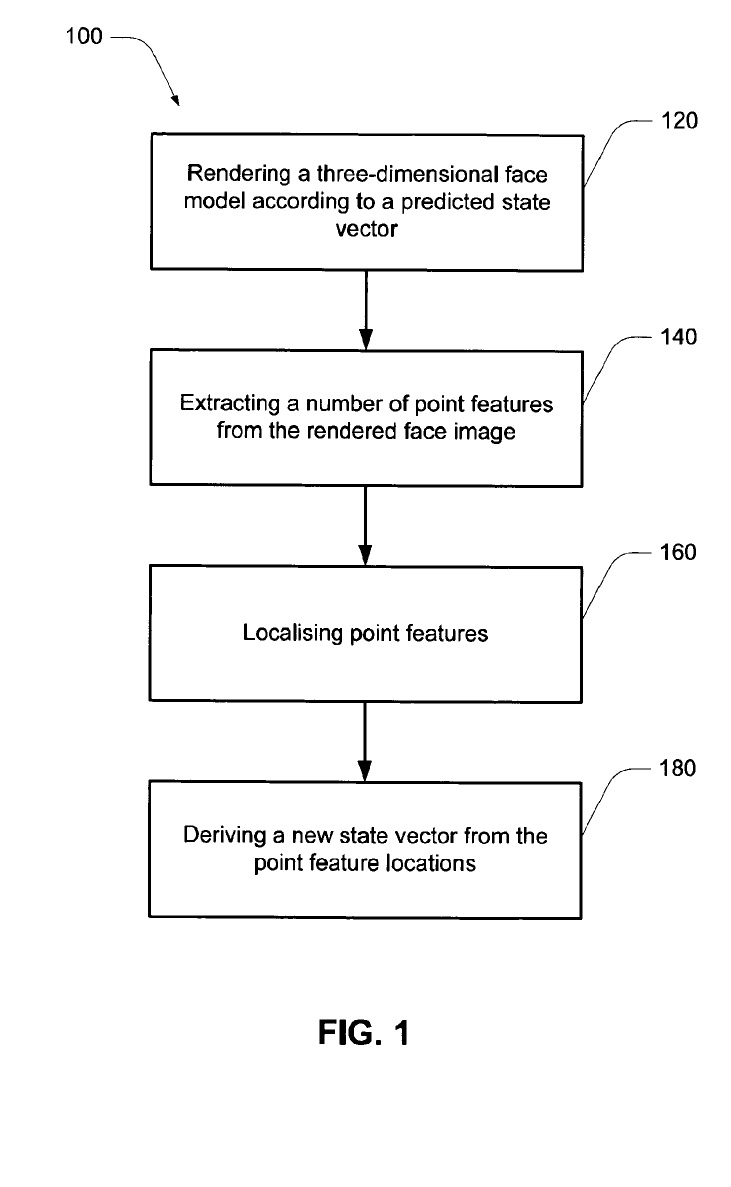 100
120
Rendering a three-dimensional face
model according to a predicted state
vector
140
Extracting a number of point features
from the rendered face image
160
Localising point features
180
Deriving a new state vector from the
point feature locations
FIG. 1